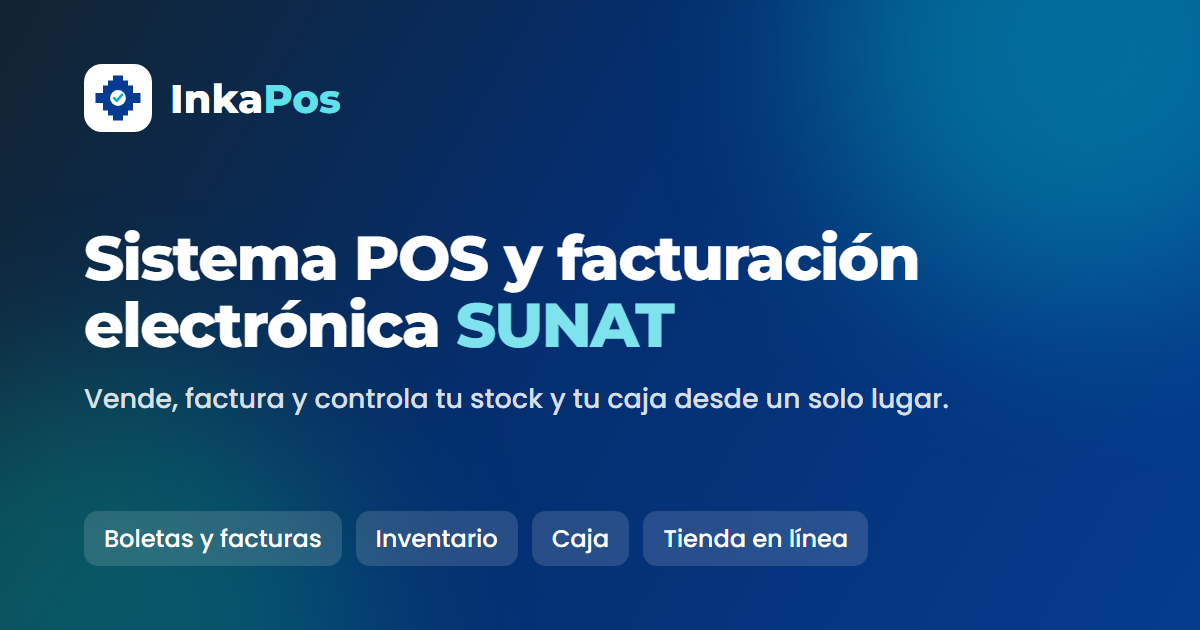 InkaPos
Sistema POS y facturación
electrónica SUNAT
Vende, factura y controla tu stock y tu caja desde un solo lugar.
Boletas y facturas
Inventario
Caja
Tienda en línea